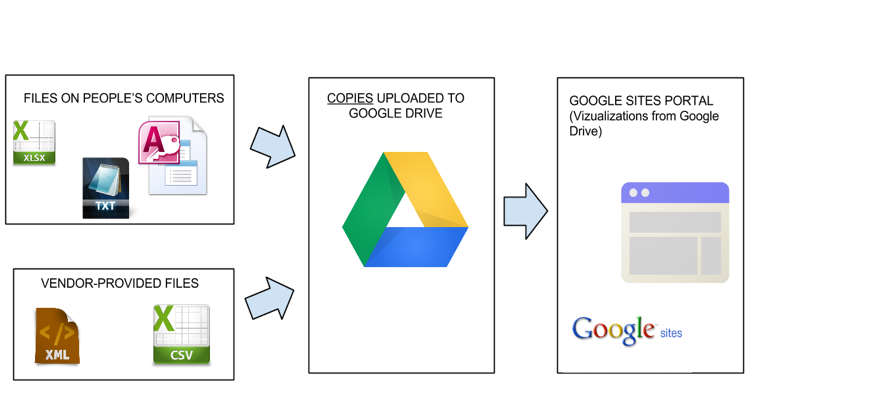 FILES ON PEOPLE'S COMPUTERS
X
XLSX
A
TXT
VENDOR-PROVIDED FILES
</>
XML
X
CSV
COPIES UPLOADED TO
GOOGLE DRIVE
GOOGLE SITES PORTAL
(Vizualizations from Google
Drive)
Google sites